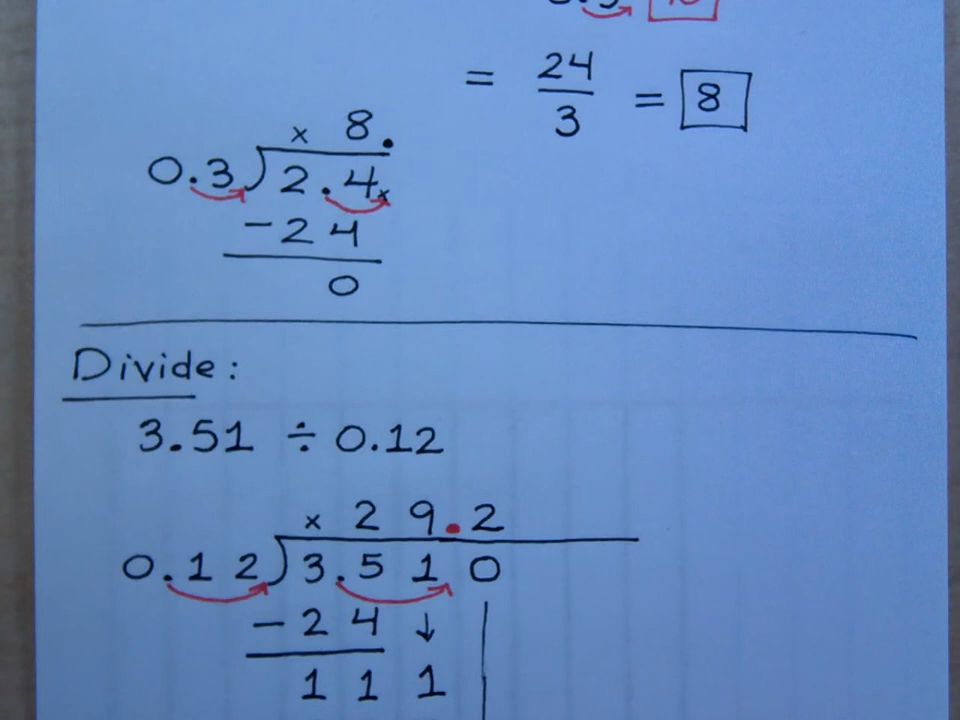 = 24/3 = 8
x 8.
0.3)2.4x
-24
0
Divide:
3.51 ÷ 0.12
x 29.2
0.12)3.510
-24↓
111